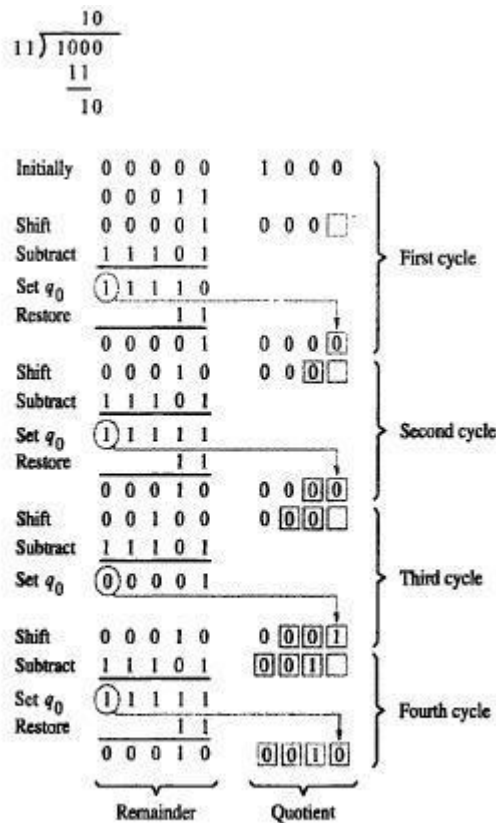 10
11 ) 1000
11
10
Initially 0 0 0 0 0 1 0 0 0
0 0 0 1 1
Shift 0 0 0 0 1 0 0 0
Subtract 1 1 1 0 1 First cycle
Set q0 1 1 1 1 0
Restore 1 1
0 0 0 0 1 0 0 0 0
Shift 0 0 0 1 0 0 0 0
Subtract 1 1 1 0 1
Set q0 1 1 1 1 1 Second cycle
Restore 1 1
0 0 0 1 0 0 0 0 0
Shift 0 0 1 0 0 0 0 0
Subtract 1 1 1 0 1
Set q0 0 0 0 0 1 Third cycle
Shift 0 0 0 1 0 0 0 0 1
Subtract 1 1 1 0 1 0 0 1
Set q0 1 1 1 1 1 Fourth cycle
Restore 1 1
0 0 0 1 0 0 0 1 0
Remainder Quotient